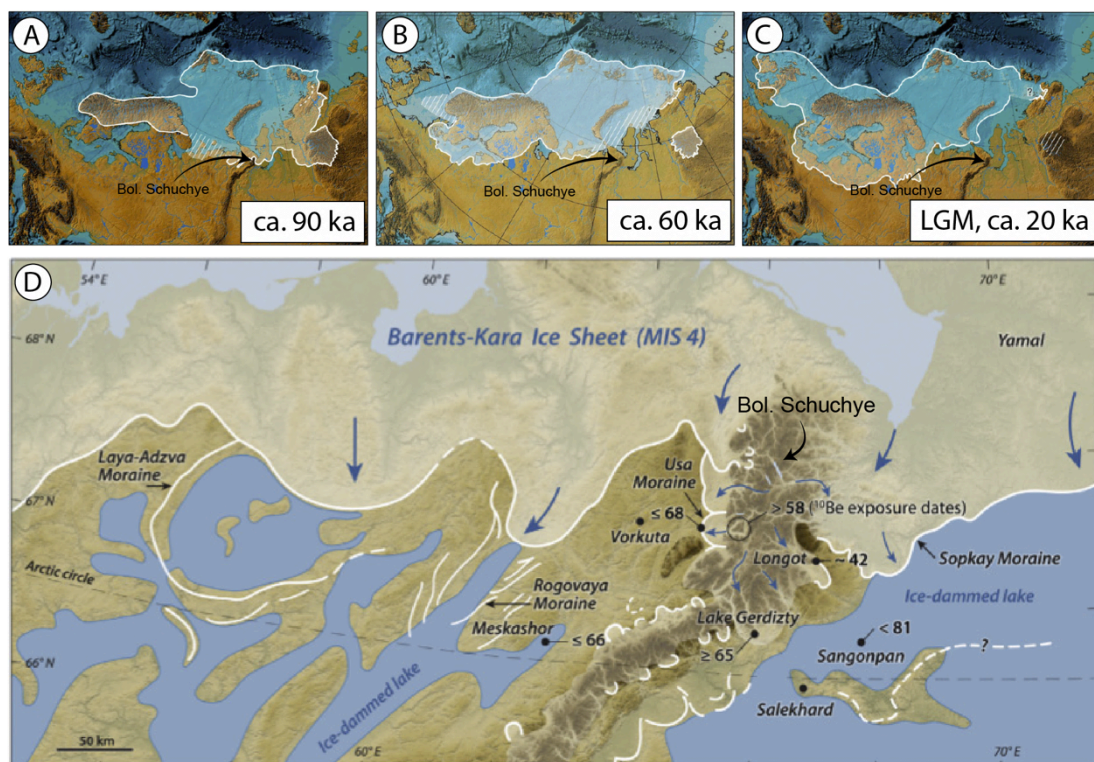 A
Bol. Schuchye
ca. 90 ka
B
Bol. Schuchye
ca. 60 ka
C
?
Bol. Schuchye
LGM, ca. 20 ka
D
54°E
60°E
70°E
68°N
Barents-Kara Ice Sheet (MIS 4)
Yamal
Bol. Schuchye
Laya-Adzva
Moraine
67°N
Usa
Moraine
≤ 68
Vorkuta
> 58 (¹⁰Be exposure dates)
Longot
~ 42
Sopkay Moraine
Arctic circle
Rogovaya
Moraine
Meskashor
≤ 66
Lake Gerdizty
≥ 65
Ice-dammed lake
< 81
Sangonpan
?
66°N
Ice-dammed lake
Salekhard
50 km
60°E
70°E